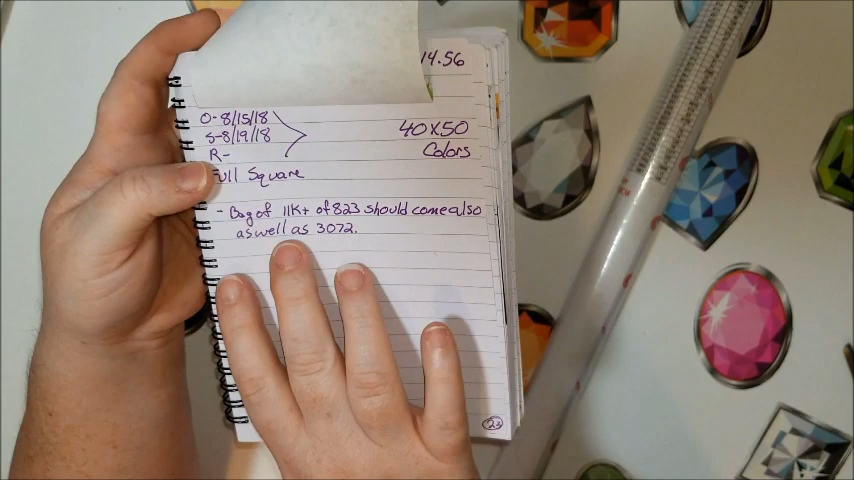 14.56
O- 8/15/18
S-8/19/18
R-
40x50
Colors
Full Square
- Bag of 11K+ of 823 should come also
as well as 3072.